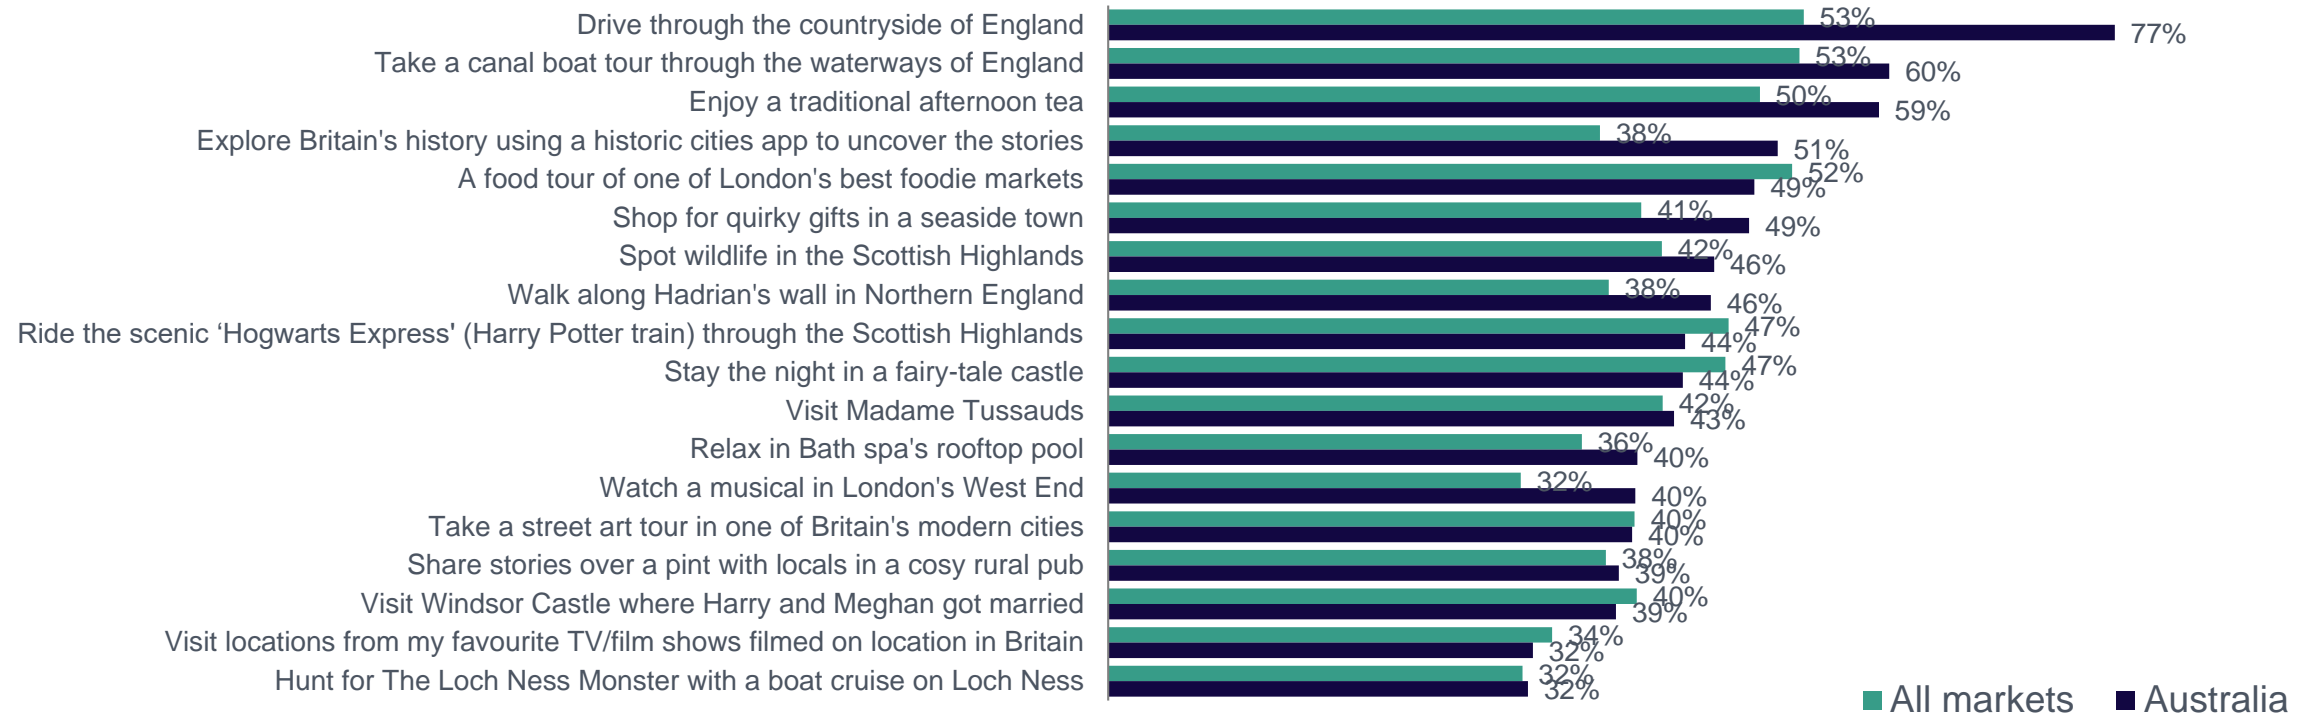 Drive through the countryside of England 53% 77%
Take a canal boat tour through the waterways of England 53% 60%
Enjoy a traditional afternoon tea 50% 59%
Explore Britain's history using a historic cities app to uncover the stories 38% 51%
A food tour of one of London's best foodie markets 52% 49%
Shop for quirky gifts in a seaside town 41% 49%
Spot wildlife in the Scottish Highlands 42% 46%
Walk along Hadrian's wall in Northern England 38% 46%
Ride the scenic ‘Hogwarts Express' (Harry Potter train) through the Scottish Highlands 47% 44%
Stay the night in a fairy-tale castle 47% 44%
Visit Madame Tussauds 42% 43%
Relax in Bath spa's rooftop pool 36% 40%
Watch a musical in London's West End 32% 40%
Take a street art tour in one of Britain's modern cities 40% 40%
Share stories over a pint with locals in a cosy rural pub 38% 39%
Visit Windsor Castle where Harry and Meghan got married 40% 39%
Visit locations from my favourite TV/film shows filmed on location in Britain 34% 32%
Hunt for The Loch Ness Monster with a boat cruise on Loch Ness 32% 32%
All markets Australia